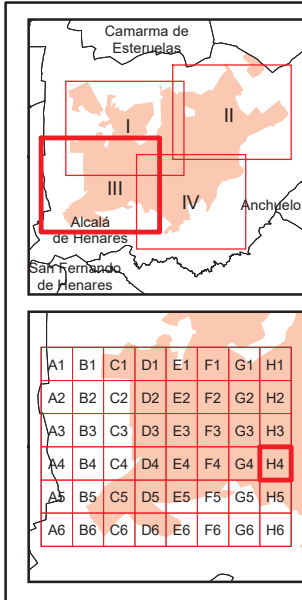 Camarma de
Esteruelas
I
II
III
IV
Anchuelo
Alcalá
de Henares
San Fernando
de Henares
A1 B1 C1 D1 E1 F1 G1 H1
A2 B2 C2 D2 E2 F2 G2 H2
A3 B3 C3 D3 E3 F3 G3 H3
A4 B4 C4 D4 E4 F4 G4 H4
A5 B5 C5 D5 E5 F5 G5 H5
A6 B6 C6 D6 E6 F6 G6 H6